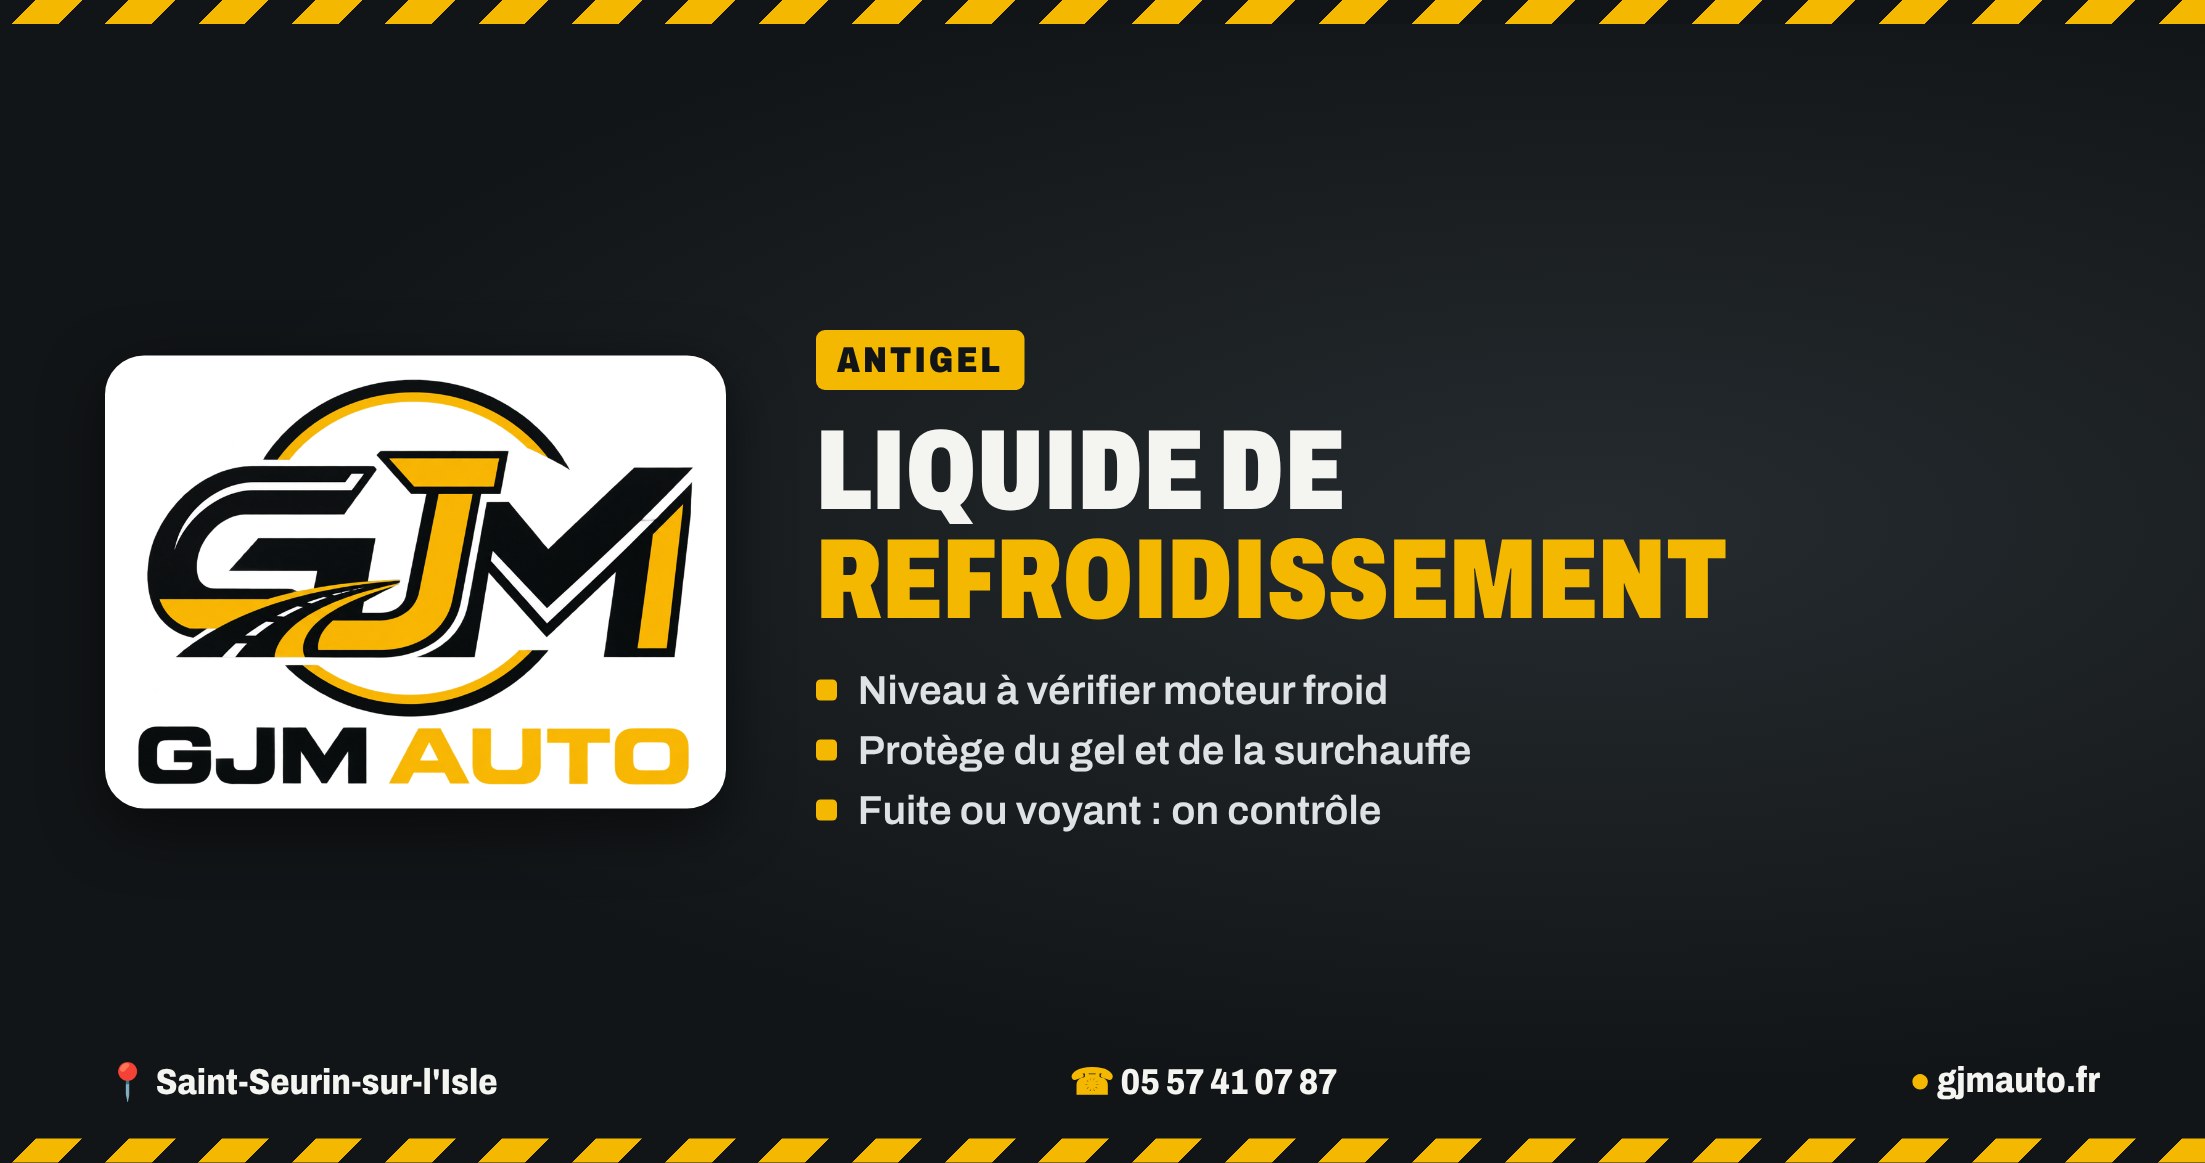 GJM
GJM AUTO
ANTIGEL
LIQUIDE DE
REFROIDISSEMENT
Niveau à vérifier moteur froid
Protège du gel et de la surchauffe
Fuite ou voyant : on contrôle
📍 Saint-Seurin-sur-l'Isle
☎ 05 57 41 07 87
● gjmauto.fr